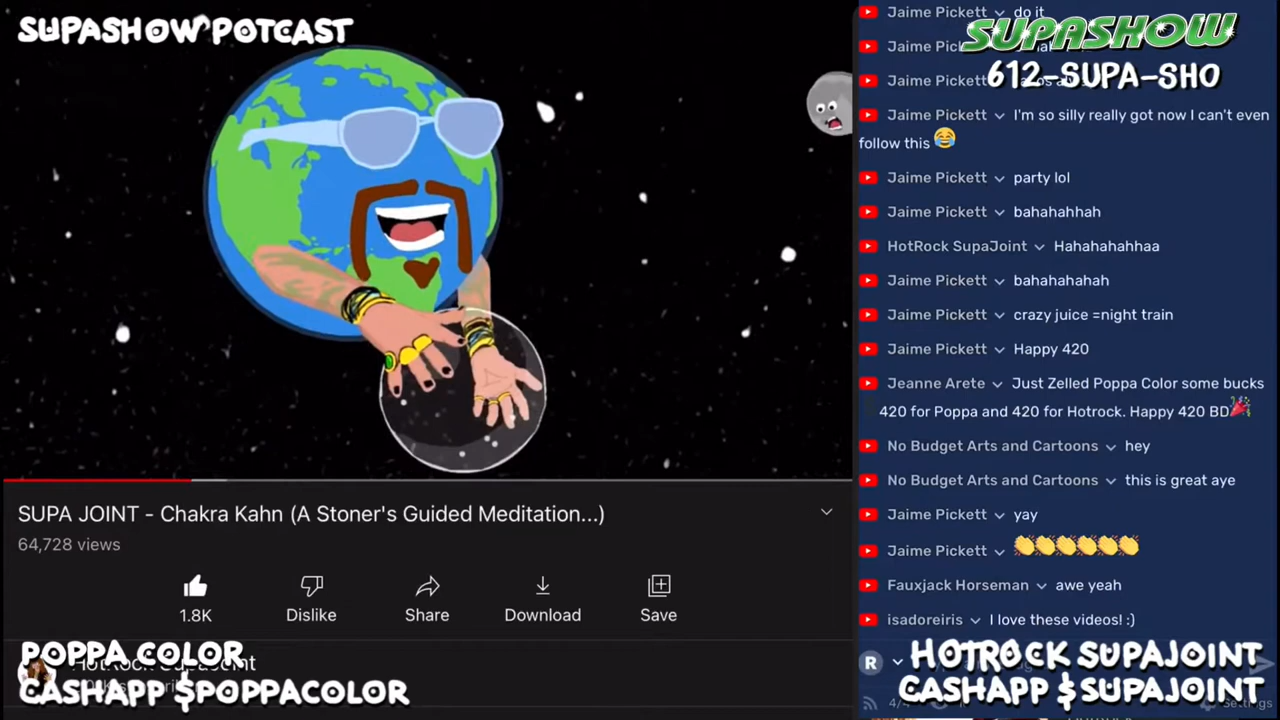 SUPASHOW POTCAST
SUPA JOINT - Chakra Kahn (A Stoner's Guided Meditation...)
64,728 views
1.8K
Dislike
Share
Download
Save
POPPA COLOR
HotRock SupaJoint
CASHAPP $POPPACOLOR
SUPASHOW
612-SUPA-SHO
Jaime Pickett do it
Jaime Pickett
Jaime Pickett
Jaime Pickett I'm so silly really got now I can't even
follow this 😂
Jaime Pickett party lol
Jaime Pickett bahahahhah
HotRock SupaJoint Hahahahahhaa
Jaime Pickett bahahahahah
Jaime Pickett crazy juice =night train
Jaime Pickett Happy 420
Jeanne Arete Just Zelled Poppa Color some bucks
420 for Poppa and 420 for Hotrock. Happy 420 BD🎉
No Budget Arts and Cartoons hey
No Budget Arts and Cartoons this is great aye
Jaime Pickett yay
Jaime Pickett 👏👏👏👏👏👏
Fauxjack Horseman awe yeah
isadoreiris I love these videos! :)
R
HOTROCK SUPAJOINT
CASHAPP $SUPAJOINT
Settings